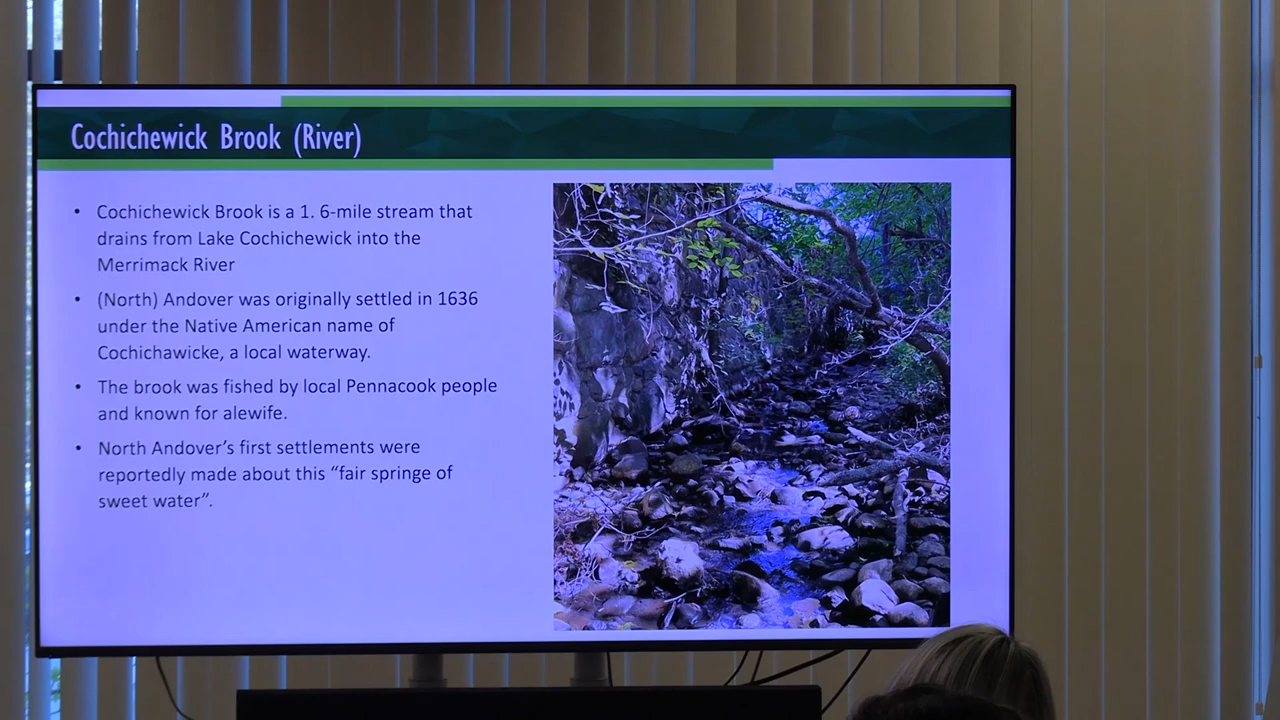 Cochichewick Brook (River)
• Cochichewick Brook is a 1. 6-mile stream that
drains from Lake Cochichewick into the
Merrimack River
• (North) Andover was originally settled in 1636
under the Native American name of
Cochichawicke, a local waterway.
• The brook was fished by local Pennacook people
and known for alewife.
• North Andover’s first settlements were
reportedly made about this “fair springe of
sweet water”.